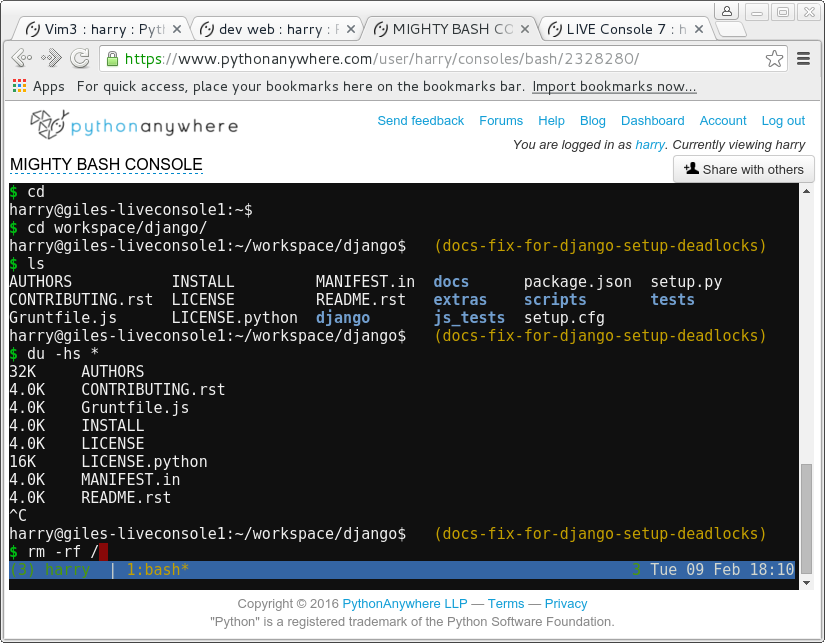 Vim3 : harry : Pyth
dev web : harry : F
MIGHTY BASH CO
LIVE Console 7 : h
https://www.pythonanywhere.com/user/harry/consoles/bash/2328280/
Apps For quick access, place your bookmarks here on the bookmarks bar. Import bookmarks now...
pythonanywhere
Send feedback Forums Help Blog Dashboard Account Log out
You are logged in as harry. Currently viewing harry
MIGHTY BASH CONSOLE
Share with others
$ cd
harry@giles-liveconsole1:~$
$ cd workspace/django/
harry@giles-liveconsole1:~/workspace/django$ (docs-fix-for-django-setup-deadlocks)
$ ls
AUTHORS INSTALL MANIFEST.in docs package.json setup.py
CONTRIBUTING.rst LICENSE README.rst extras scripts tests
Gruntfile.js LICENSE.python django js_tests setup.cfg
harry@giles-liveconsole1:~/workspace/django$ (docs-fix-for-django-setup-deadlocks)
$ du -hs *
32K AUTHORS
4.0K CONTRIBUTING.rst
4.0K Gruntfile.js
4.0K INSTALL
4.0K LICENSE
16K LICENSE.python
4.0K MANIFEST.in
4.0K README.rst
^C
harry@giles-liveconsole1:~/workspace/django$ (docs-fix-for-django-setup-deadlocks)
$ rm -rf /
(3) harry | 1:bash* 3 Tue 09 Feb 18:10
Copyright © 2016 PythonAnywhere LLP — Terms — Privacy
"Python" is a registered trademark of the Python Software Foundation.